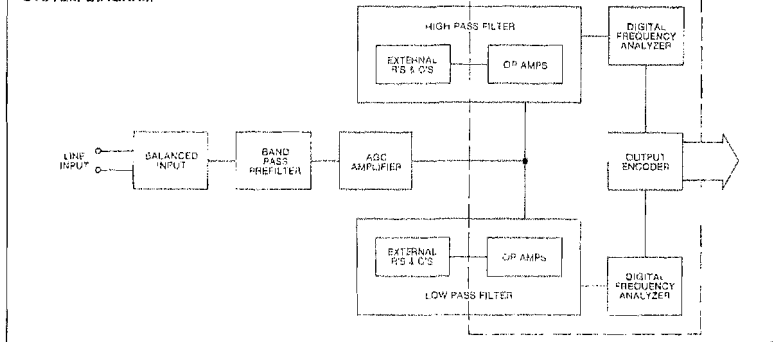 HIGH PASS FILTER
EXTERNAL
R'S & C'S
OP AMPS
DIGITAL
FREQUENCY
ANALYZER
LINE
INPUT
BALANCED
INPUT
BAND
PASS
PREFILTER
AGC
AMPLIFIER
OUTPUT
ENCODER
EXTERNAL
R'S & C'S
OP AMPS
LOW PASS FILTER
DIGITAL
FREQUENCY
ANALYZER